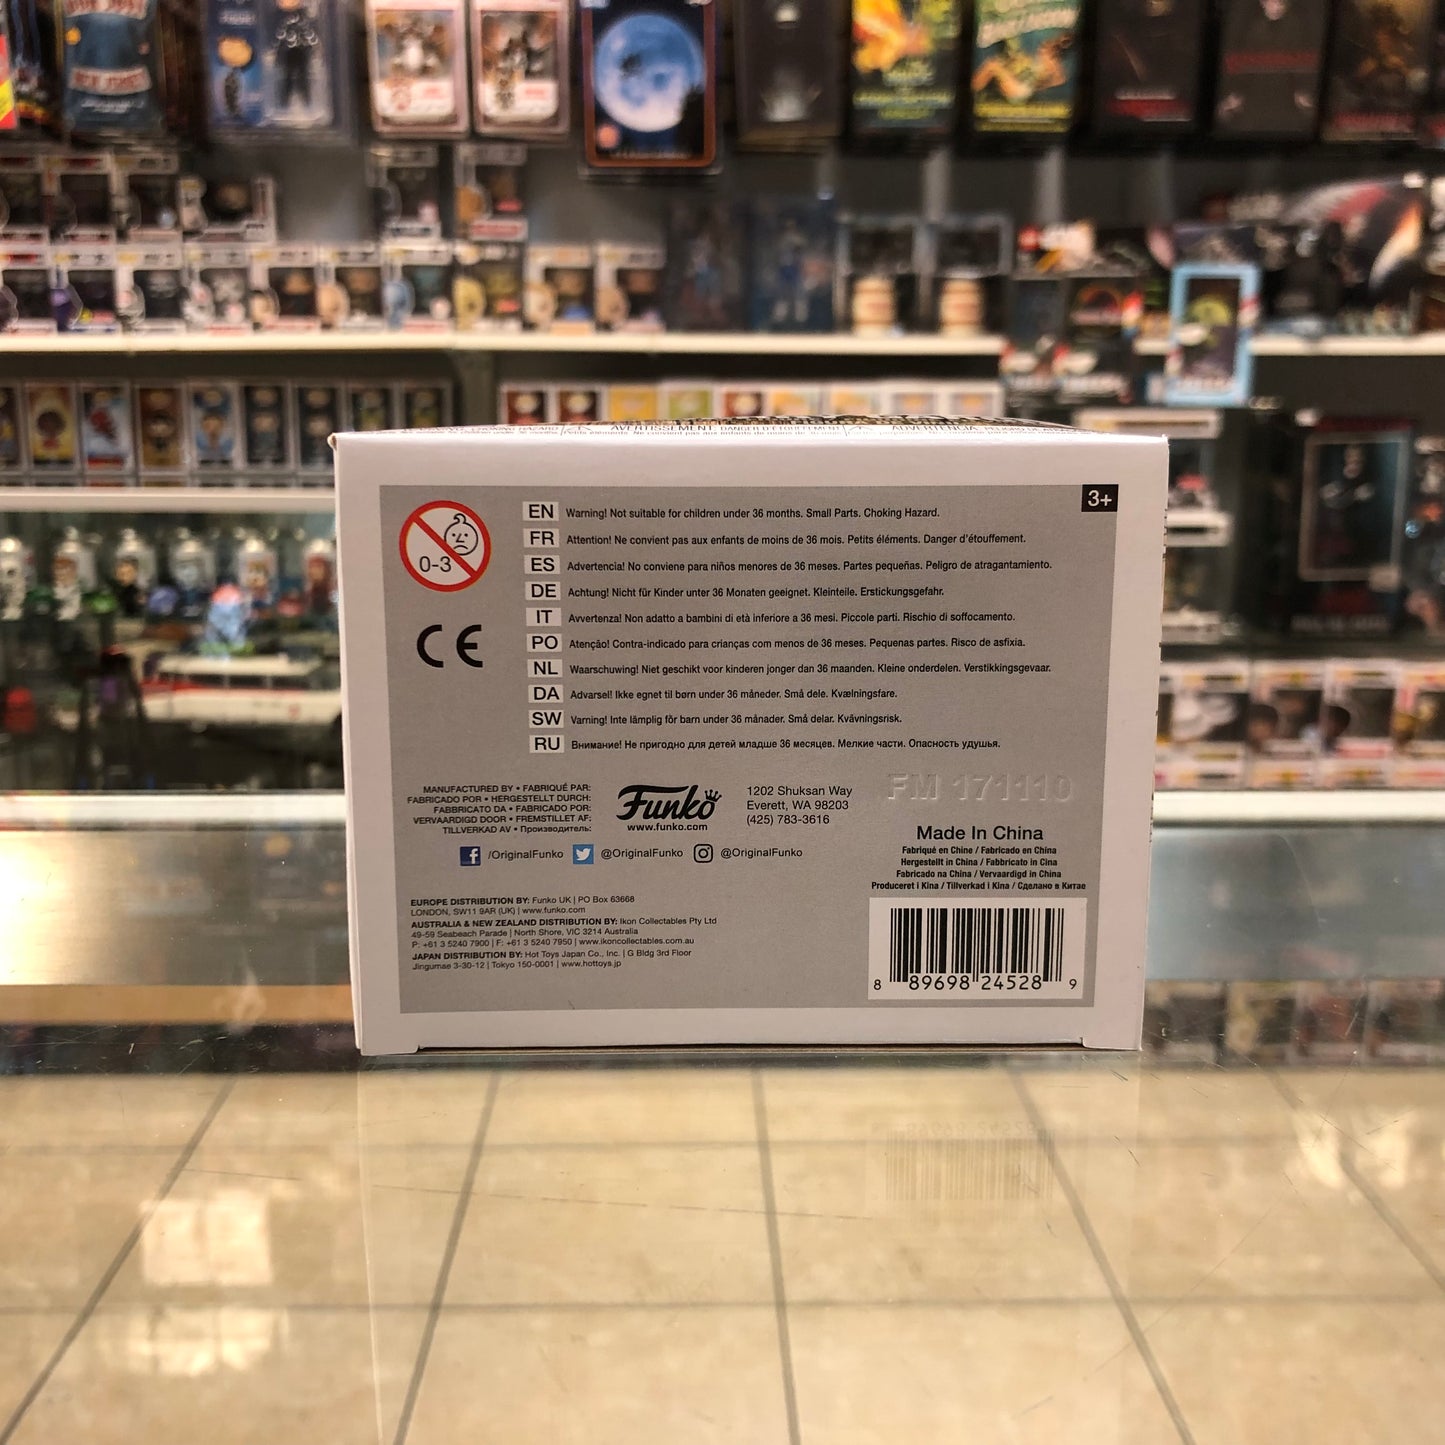 AVERTISSEMENT
3+
0-3
EN Warning! Not suitable for children under 36 months. Small Parts. Choking Hazard.
FR Attention! Ne convient pas aux enfants de moins de 36 mois. Petits éléments. Danger d'étouffement.
ES Advertencia! No conviene para niños menores de 36 meses. Partes pequeñas. Peligro de atragantamiento.
DE Achtung! Nicht für Kinder unter 36 Monaten geeignet. Kleinteile. Erstickungsgefahr.
IT Avvertenza! Non adatto a bambini di età inferiore a 36 mesi. Piccole parti. Rischio di soffocamento.
PO Atenção! Contra-indicado para crianças com menos de 36 meses. Pequenas partes. Risco de asfixia.
NL Waarschuwing! Niet geschikt voor kinderen jonger dan 36 maanden. Kleine onderdelen. Verstikkingsgevaar.
DA Advarsel! Ikke egnet til børn under 36 måneder. Små dele. Kvælningsfare.
SW Varning! Inte lämplig för barn under 36 månader. Små delar. Kvävningsrisk.
RU Внимание! Не пригодно для детей младше 36 месяцев. Мелкие части. Опасность удушья.
CE
MANUFACTURED BY • FABRIQUÉ PAR:
FABRICADO POR • HERGESTELLT DURCH:
FABBRICATO DA • FABRICADO POR:
VERVAARDIGD DOOR • FREMSTILLET AF:
TILLVERKAD AV • Производитель:
Funko
www.funko.com
1202 Shuksan Way
Everett, WA 98203
(425) 783-3616
/OriginalFunko @OriginalFunko @OriginalFunko
FM 171110
Made In China
Fabriqué en Chine / Fabricado en China
Hergestellt in China / Fabbricato in Cina
Fabricado na China / Vervaardigd in China
Produceret i Kina / Tillverkad i Kina / Сделано в Китае
EUROPE DISTRIBUTION BY: Funko UK | PO Box 63668
LONDON, SW11 9AR (UK) | www.funko.com
AUSTRALIA & NEW ZEALAND DISTRIBUTION BY: Ikon Collectables Pty Ltd
49-59 Seabeach Parade | North Shore, VIC 3214 Australia
P: +61 3 5240 7900 | F: +61 3 5240 7950 | www.ikoncollectables.com.au
JAPAN DISTRIBUTION BY: Hot Toys Japan Co., Inc. | G Bldg 3rd Floor
Jingumae 3-30-12 | Tokyo 150-0001 | www.hottoys.jp
8 89698 24528 9